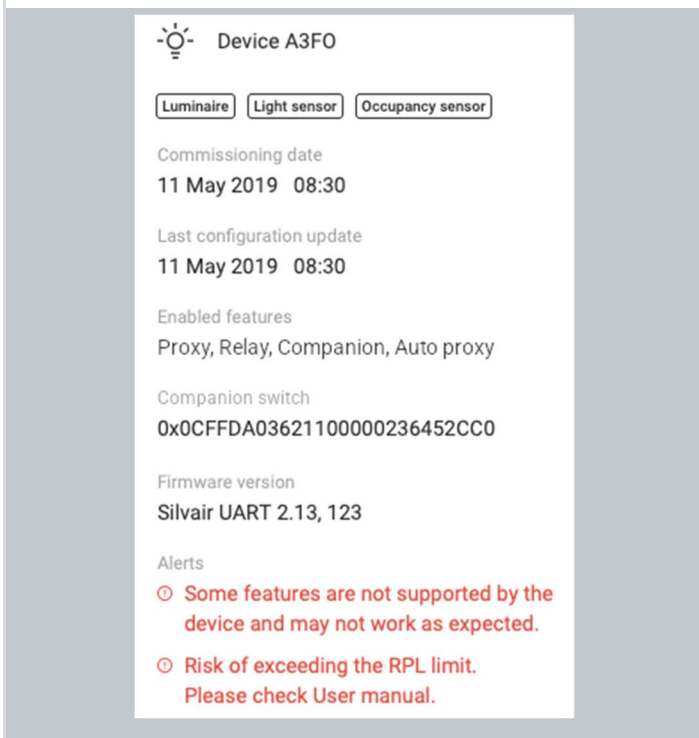 Device A3FO
Luminaire Light sensor Occupancy sensor
Commissioning date
11 May 2019 08:30
Last configuration update
11 May 2019 08:30
Enabled features
Proxy, Relay, Companion, Auto proxy
Companion switch
0x0CFFDA03621100000236452CC0
Firmware version
Silvair UART 2.13, 123
Alerts
Some features are not supported by the
device and may not work as expected.
Risk of exceeding the RPL limit.
Please check User manual.